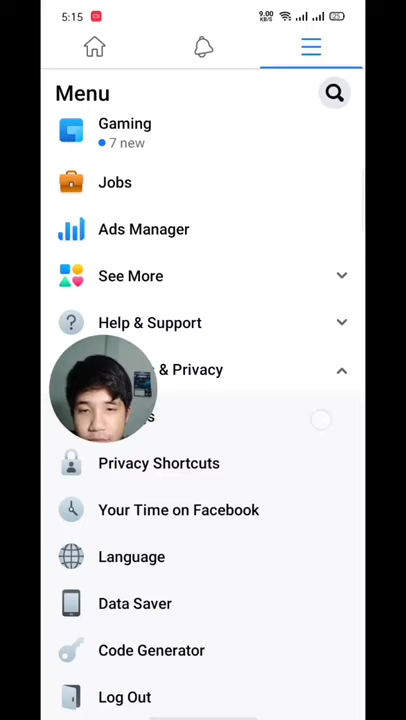 5:15
9.00
KB/S
25
Menu
Gaming
7 new
Jobs
Ads Manager
See More
Help & Support
& Privacy
Privacy Shortcuts
Your Time on Facebook
Language
Data Saver
Code Generator
Log Out